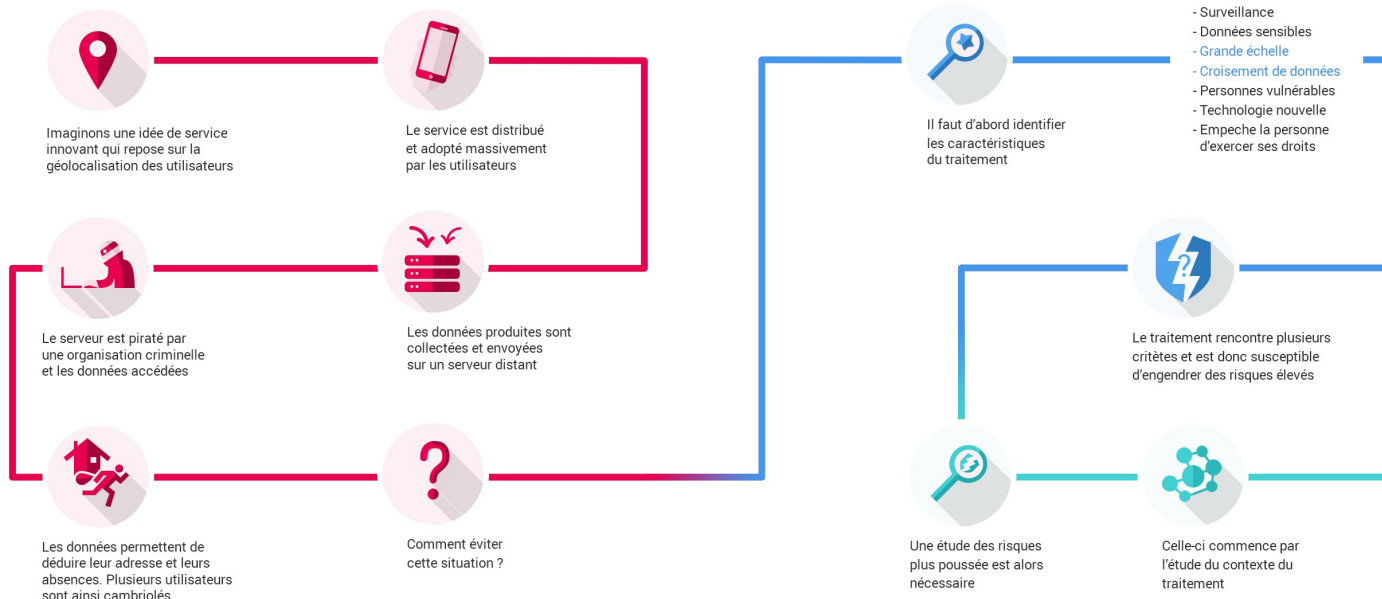 Imaginons une idée de service
innovant qui repose sur la
géolocalisation des utilisateurs
Le service est distribué
et adopté massivement
par les utilisateurs
Les données produites sont
collectées et envoyées
sur un serveur distant
Le serveur est piraté par
une organisation criminelle
et les données accédées
Les données permettent de
déduire leur adresse et leurs
absences. Plusieurs utilisateurs
sont ainsi cambriolés
Comment éviter
cette situation ?
Il faut d'abord identifier
les caractéristiques
du traitement
- Surveillance
- Données sensibles
- Grande échelle
- Croisement de données
- Personnes vulnérables
- Technologie nouvelle
- Empeche la personne
d'exercer ses droits
Le traitement rencontre plusieurs
critètes et est donc susceptible
d'engendrer des risques élevés
Une étude des risques
plus poussée est alors
nécessaire
Celle-ci commence par
l'étude du contexte du
traitement